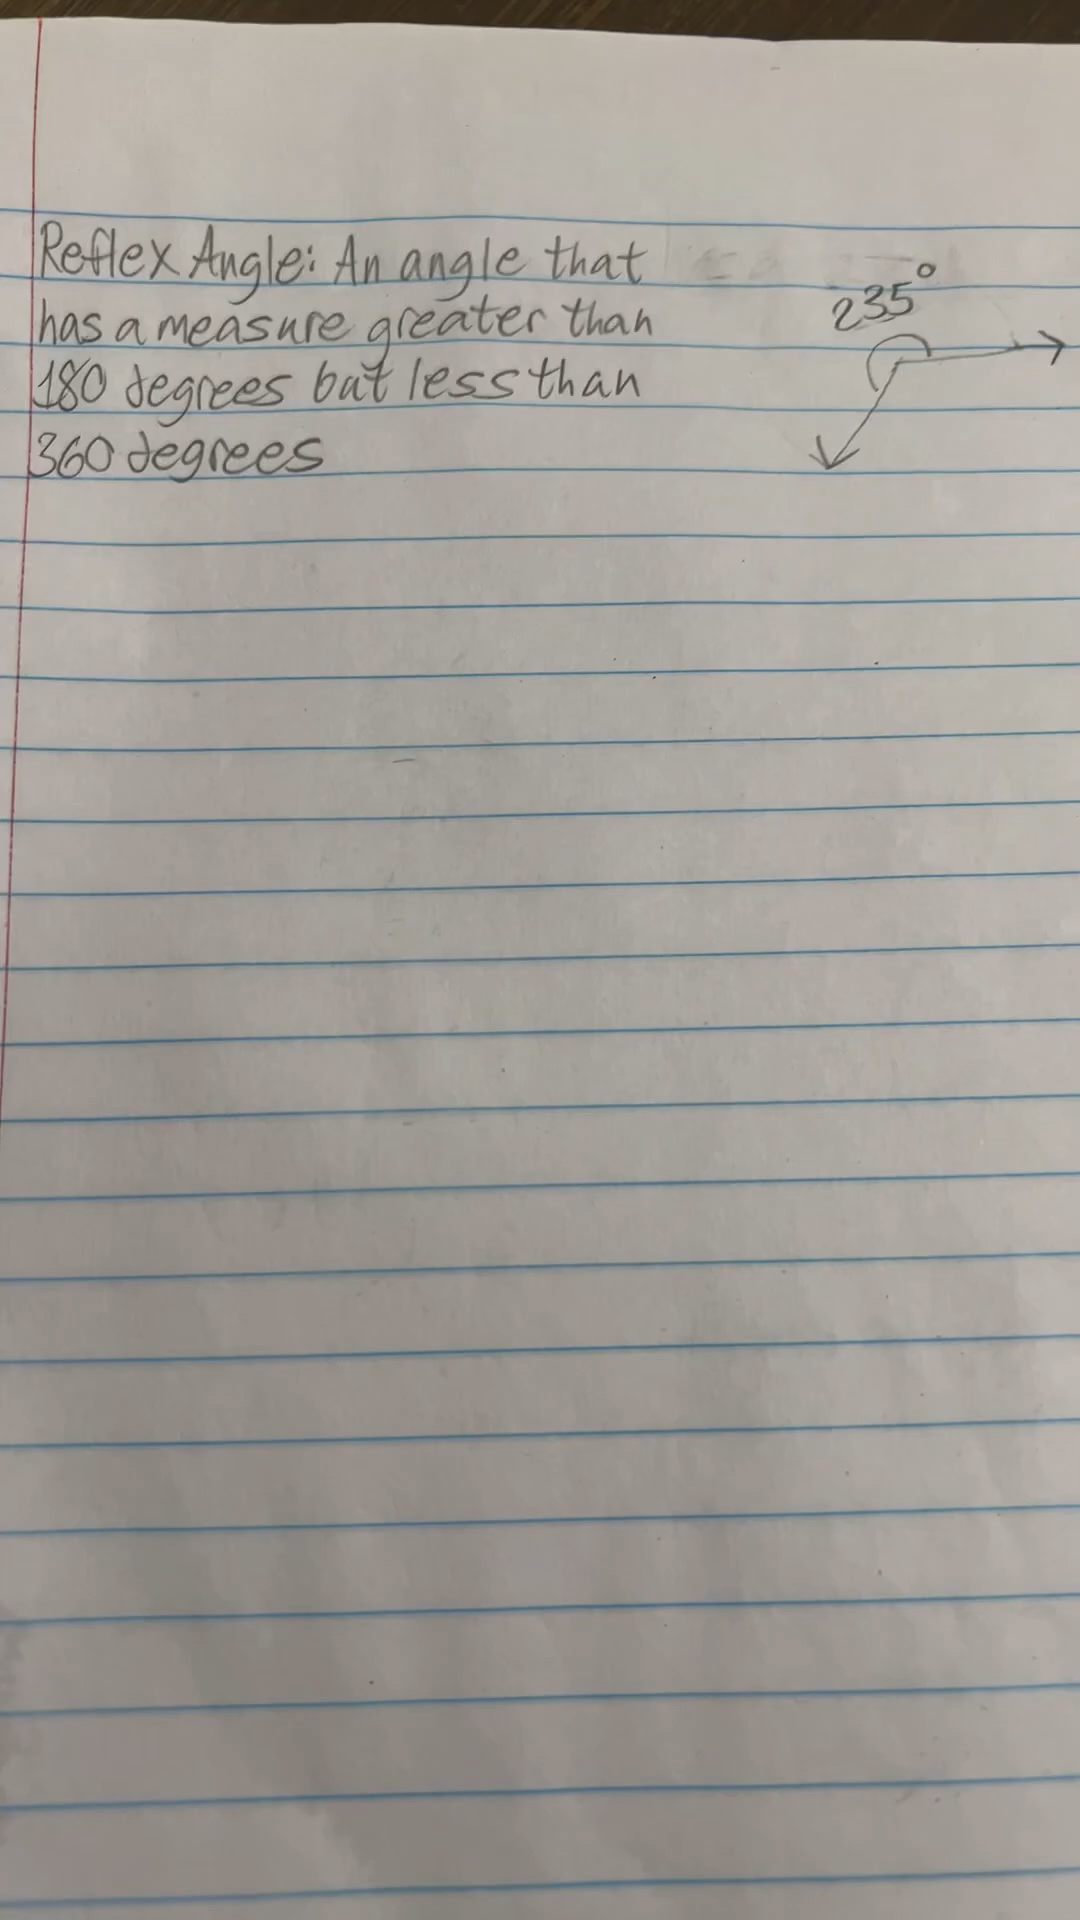 Reflex Angle: An angle that
has a measure greater than
180 degrees but less than
360 degrees
235°